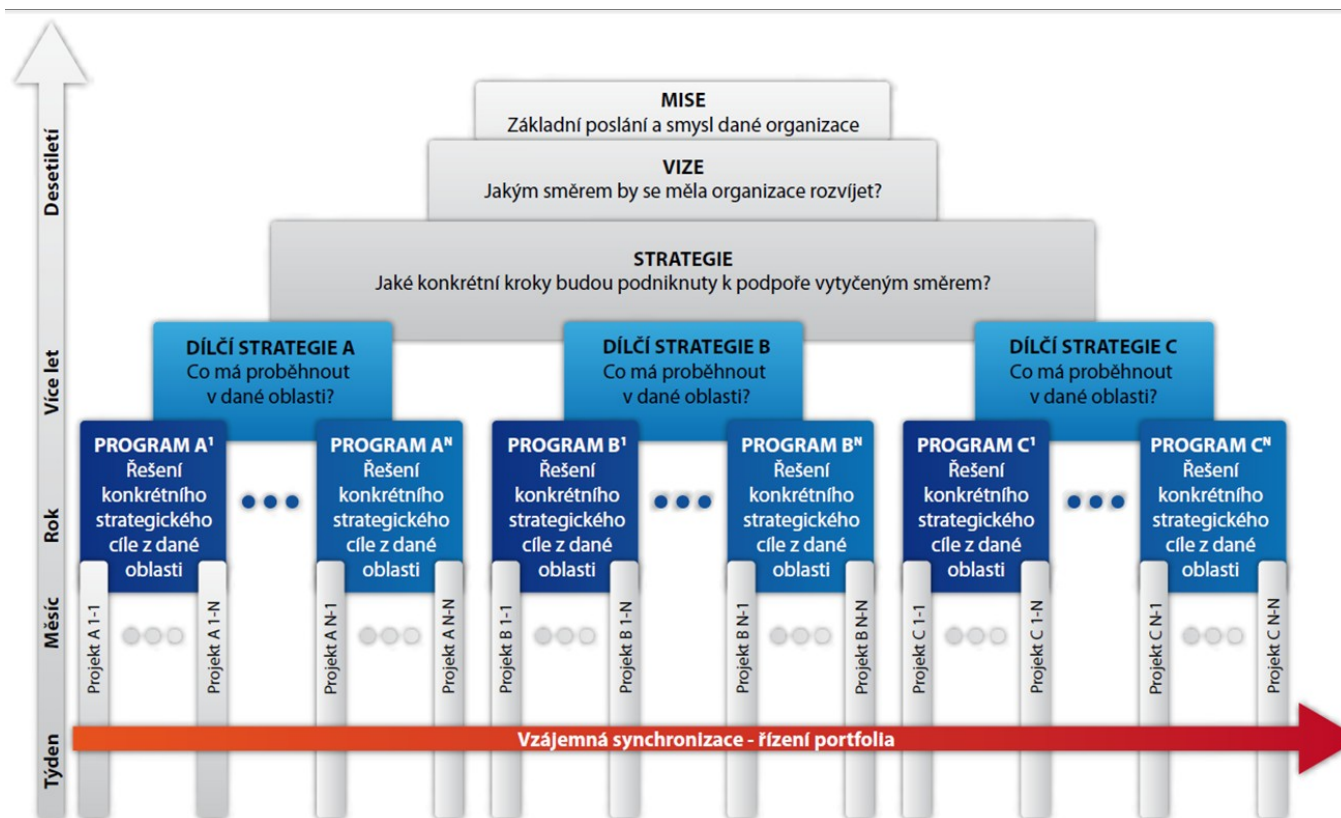 MISE
Základní poslání a smysl dané organizace
VIZE
Jakým směrem by se měla organizace rozvíjet?
STRATEGIE
Jaké konkrétní kroky budou podniknuty k podpoře vytyčeným směrem?
DÍLČÍ STRATEGIE A
Co má proběhnout
v dané oblasti?
DÍLČÍ STRATEGIE B
Co má proběhnout
v dané oblasti?
DÍLČÍ STRATEGIE C
Co má proběhnout
v dané oblasti?
PROGRAM A¹
Řešení
konkrétního
strategického
cíle z dané
oblasti
PROGRAM Aᴺ
Řešení
konkrétního
strategického
cíle z dané
oblasti
PROGRAM B¹
Řešení
konkrétního
strategického
cíle z dané
oblasti
PROGRAM Bᴺ
Řešení
konkrétního
strategického
cíle z dané
oblasti
PROGRAM C¹
Řešení
konkrétního
strategického
cíle z dané
oblasti
PROGRAM Cᴺ
Řešení
konkrétního
strategického
cíle z dané
oblasti
Projekt A 1-1
Projekt A 1-N
Projekt A N-1
Projekt A N-N
Projekt B 1-1
Projekt B 1-N
Projekt B N-1
Projekt B N-N
Projekt C 1-1
Projekt C 1-N
Projekt C N-1
Projekt C N-N
Vzájemná synchronizace - řízení portfolia
Desetiletí
Více let
Rok
Měsíc
Týden